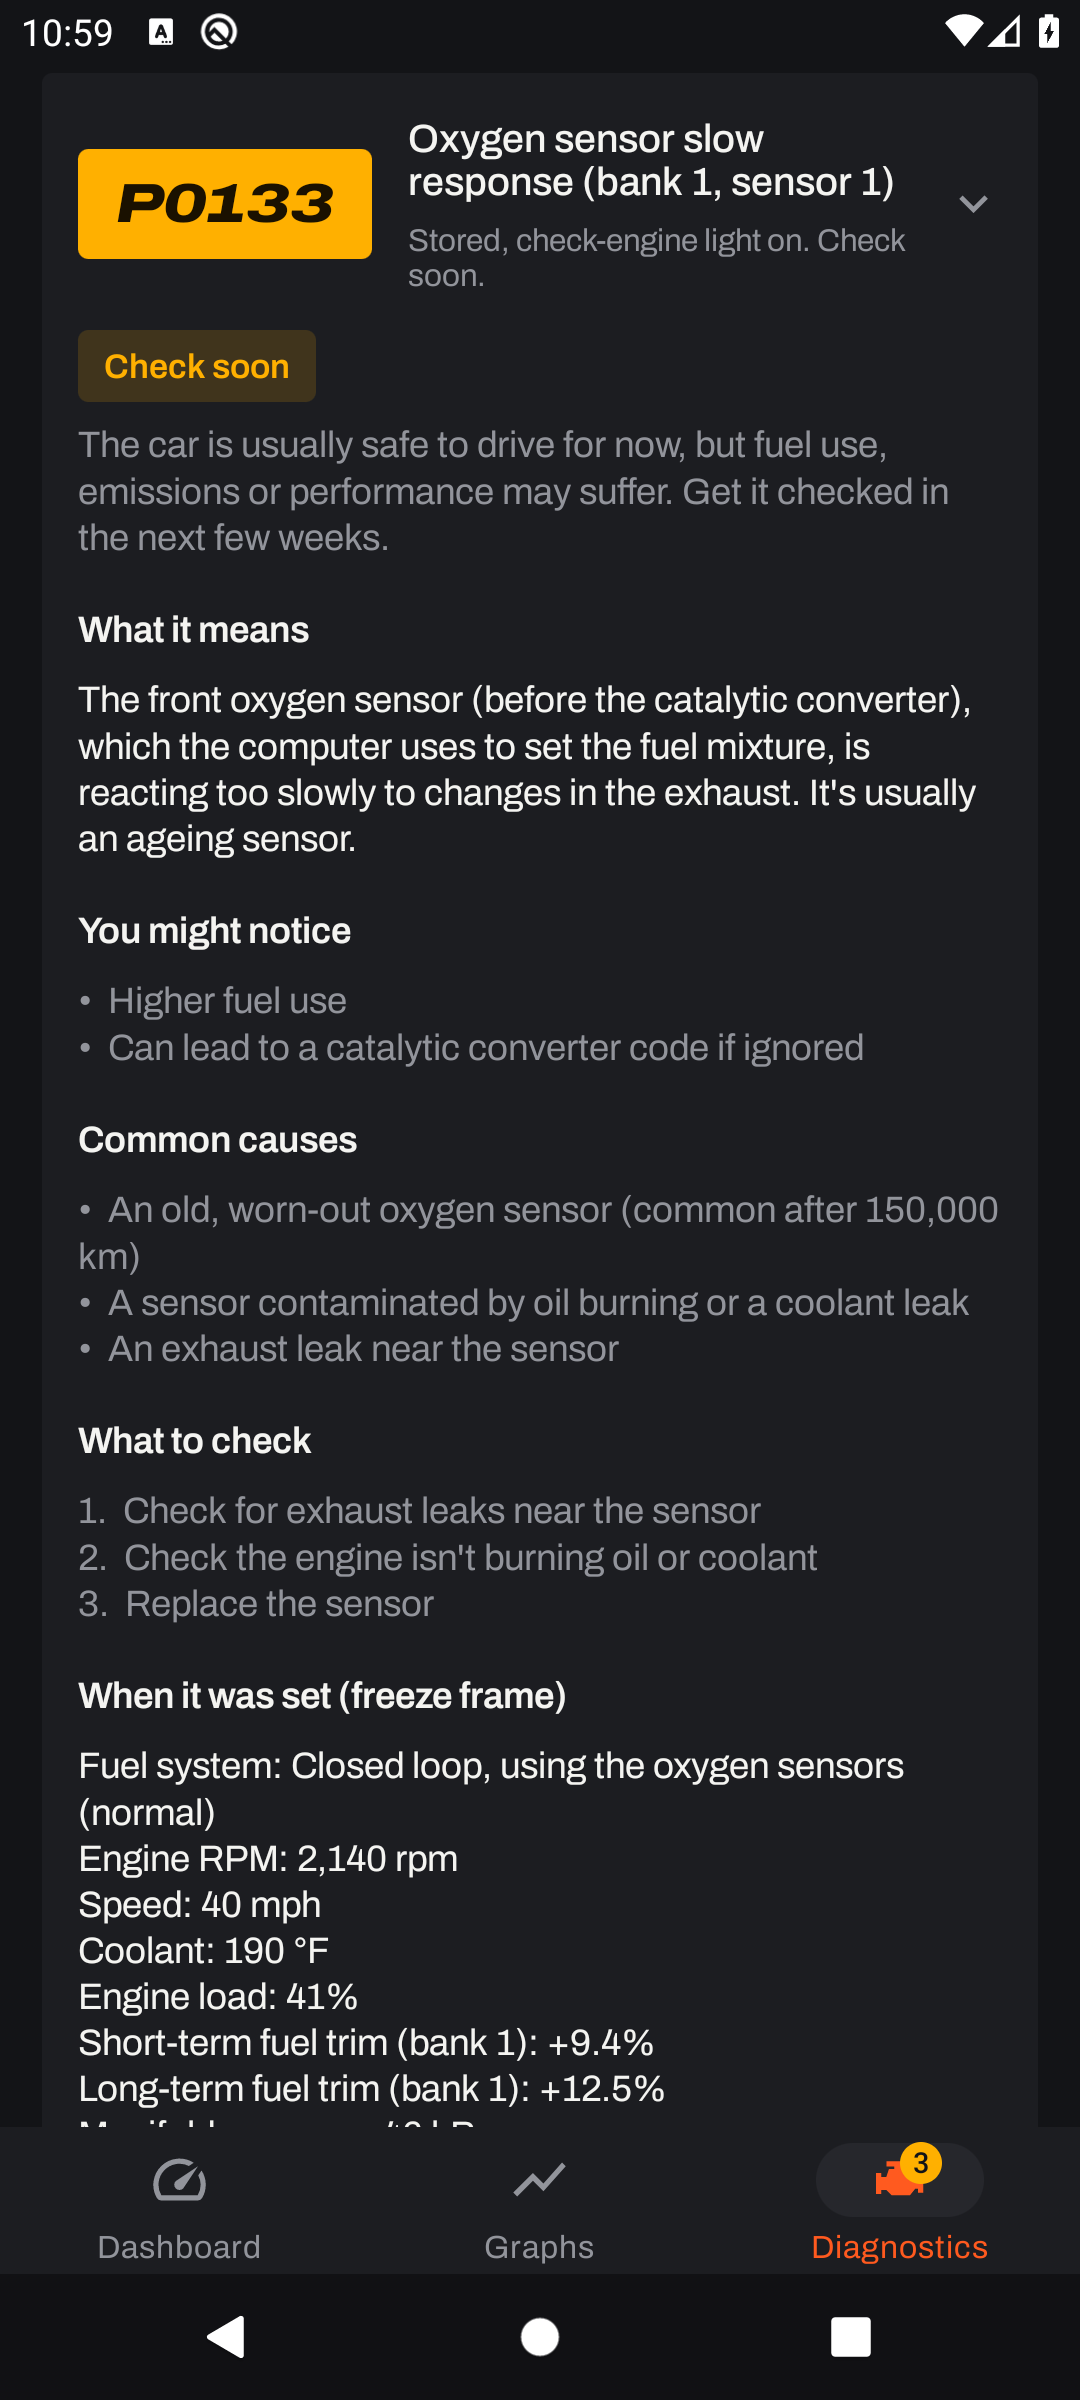 10:59
P0133
Oxygen sensor slow
response (bank 1, sensor 1)
Stored, check-engine light on. Check
soon.
Check soon
The car is usually safe to drive for now, but fuel use,
emissions or performance may suffer. Get it checked in
the next few weeks.
What it means
The front oxygen sensor (before the catalytic converter),
which the computer uses to set the fuel mixture, is
reacting too slowly to changes in the exhaust. It's usually
an ageing sensor.
You might notice
• Higher fuel use
• Can lead to a catalytic converter code if ignored
Common causes
• An old, worn-out oxygen sensor (common after 150,000
km)
• A sensor contaminated by oil burning or a coolant leak
• An exhaust leak near the sensor
What to check
1. Check for exhaust leaks near the sensor
2. Check the engine isn't burning oil or coolant
3. Replace the sensor
When it was set (freeze frame)
Fuel system: Closed loop, using the oxygen sensors
(normal)
Engine RPM: 2,140 rpm
Speed: 40 mph
Coolant: 190 °F
Engine load: 41%
Short-term fuel trim (bank 1): +9.4%
Long-term fuel trim (bank 1): +12.5%
3
Dashboard
Graphs
Diagnostics